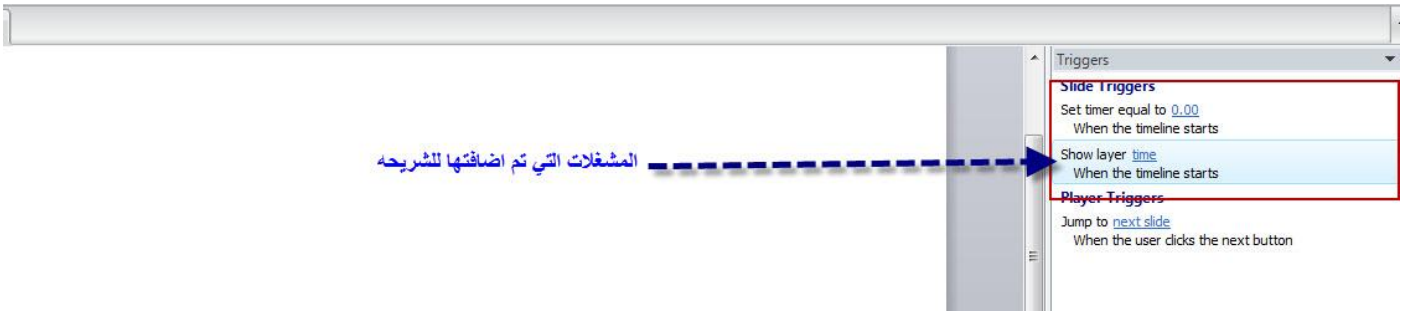 Triggers
Slide Triggers
Set timer equal to 0.00
When the timeline starts
المشغلات التي تم اضافتها للشريحه
Show layer time
When the timeline starts
Player Triggers
Jump to next slide
When the user clicks the next button